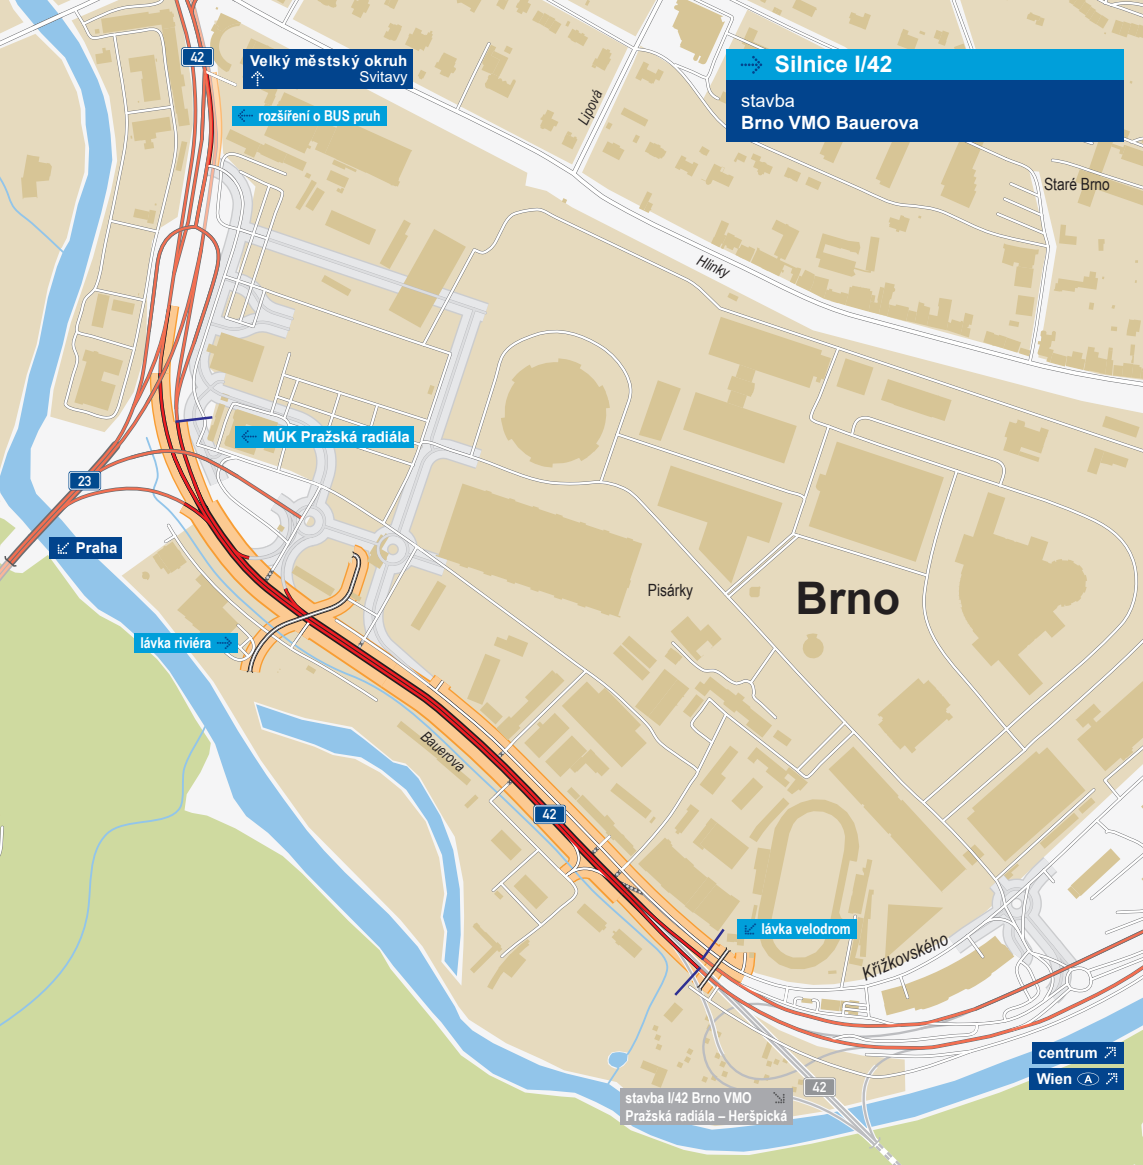 42
Velký městský okruh
Svitavy
rozšíření o BUS pruh
Silnice I/42
stavba
Brno VMO Bauerova
Lipová
Staré Brno
Hlinky
MÚK Pražská radiála
23
Praha
Pisárky
Brno
lávka riviéra
Bauerova
42
lávka velodrom
Křížkovského
centrum
Wien A
42
stavba I/42 Brno VMO
Pražská radiála – Heršpická